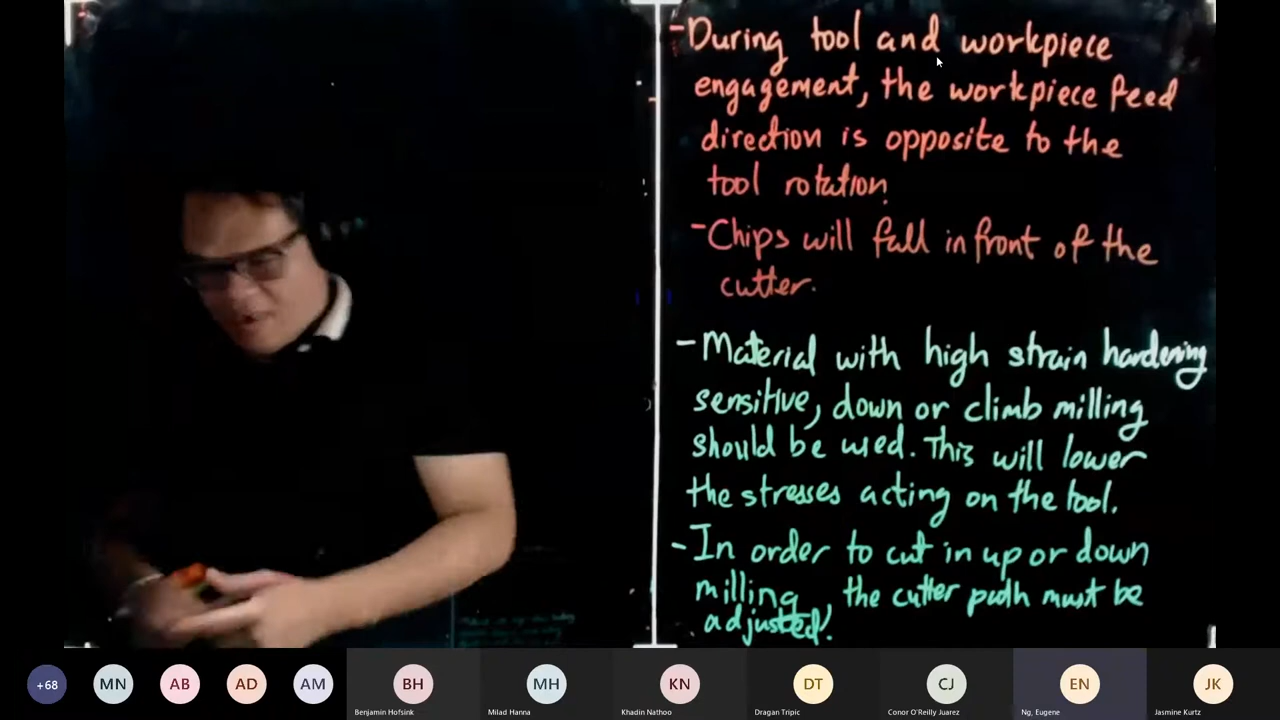 -During tool and workpiece
engagement, the workpiece feed
direction is opposite to the
tool rotation.
-Chips will fall in front of the
cutter.
-Material with high strain hardening
sensitive, down or climb milling
should be used. This will lower
the stresses acting on the tool.
-In order to cut in up or down
milling, the cutter path must be
adjusted!
+68 MN AB AD AM BH MH KN DT CJ EN JK
Benjamin Hofsink Milad Hanna Khadin Nathoo Dragan Tripic Conor O'Reilly Juarez Ng, Eugene Jasmine Kurtz